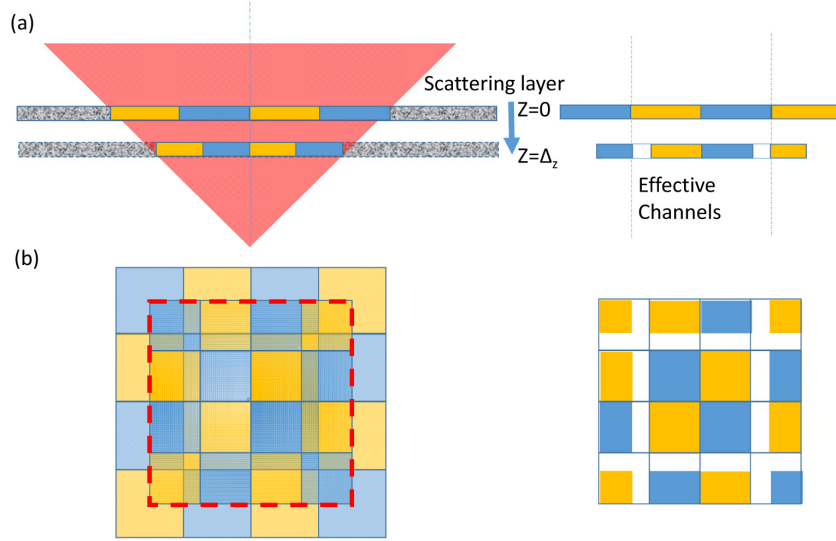 (a)
Scattering layer
Z=0
Z=Δz
Effective
Channels
(b)